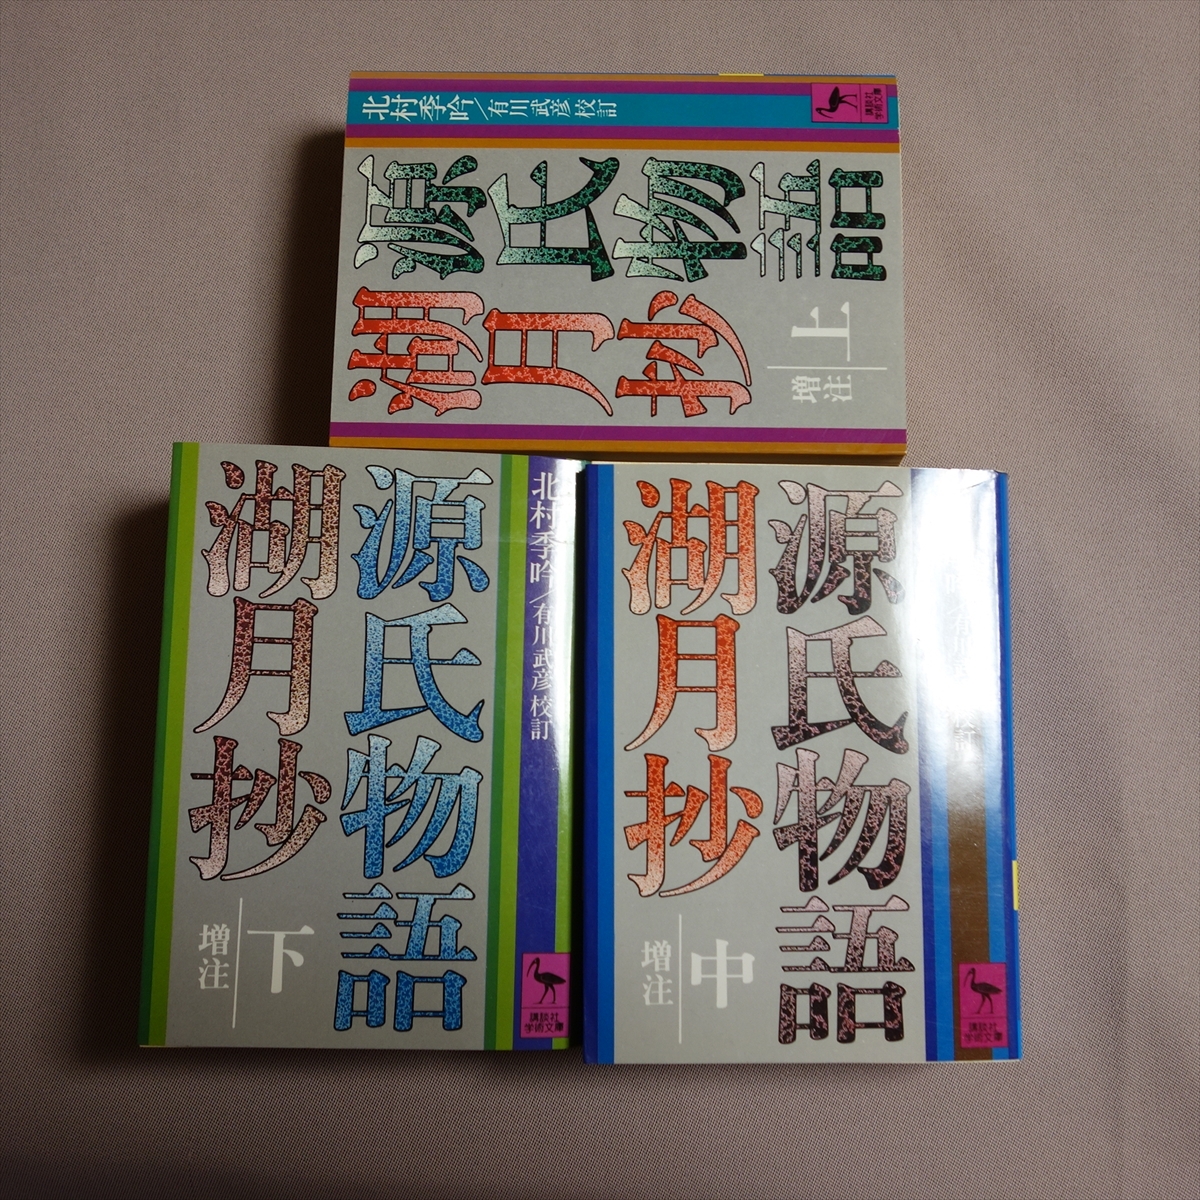 北村季吟/有川武彦校訂
源氏物語
湖月抄
増注
上
講談社
学術文庫
北村季吟/有川武彦校訂
源氏物語
湖月抄
増注
下
講談社
学術文庫
源氏物語
湖月抄
増注
中
講談社
学術文庫